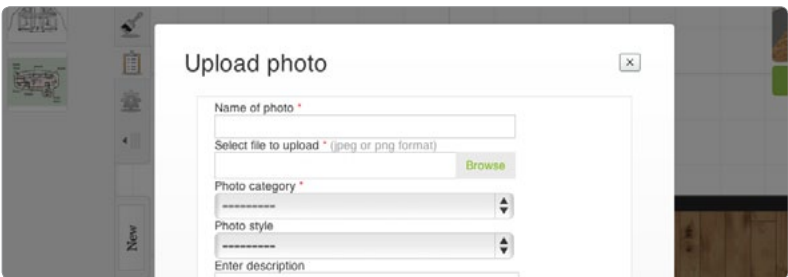 Upload photo
x
Name of photo *
Select file to upload * (jpeg or png format)
Browse
Photo category *
---------
Photo style
---------
Enter description
New